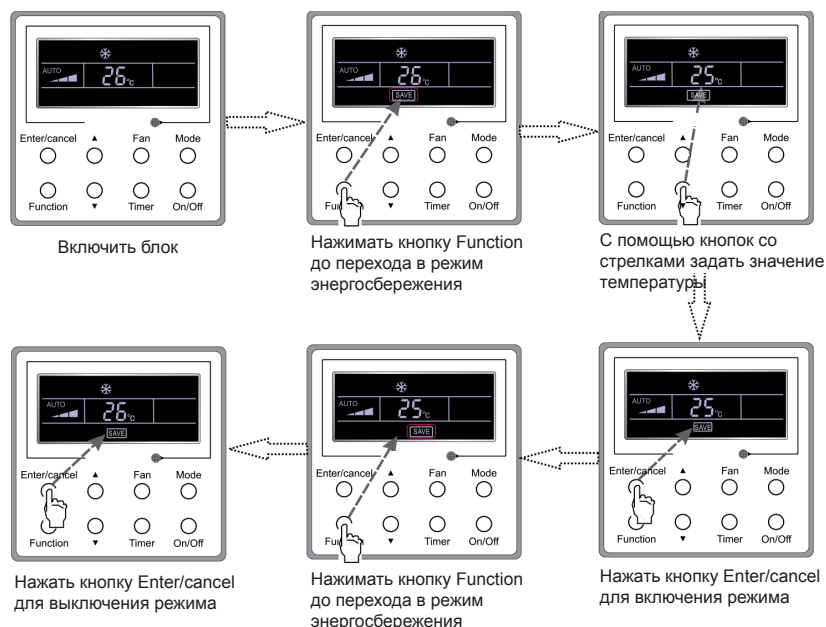 AUTO 26°C
Enter/cancel ▲ Fan Mode
Function ▼ Timer On/Off
Включить блок
AUTO 26°C
SAVE
Enter/cancel ▲ Fan Mode
▼ Timer On/Off
Нажимать кнопку Function
до перехода в режим
энергосбережения
AUTO 25°C
SAVE
Enter/cancel ▲ Fan Mode
Function Timer On/Off
С помощью кнопок со
стрелками задать значение
температуры
AUTO 26°C
SAVE
Enter/cancel ▲ Fan Mode
Function ▼ Timer On/Off
Нажать кнопку Enter/cancel
для выключения режима
AUTO 25°C
SAVE
Enter/cancel ▲ Fan Mode
▼ Timer On/Off
Нажимать кнопку Function
до перехода в режим
энергосбережения
AUTO 25°C
SAVE
Enter/cancel ▲ Fan Mode
Function ▼ Timer On/Off
Нажать кнопку Enter/cancel
для включения режима